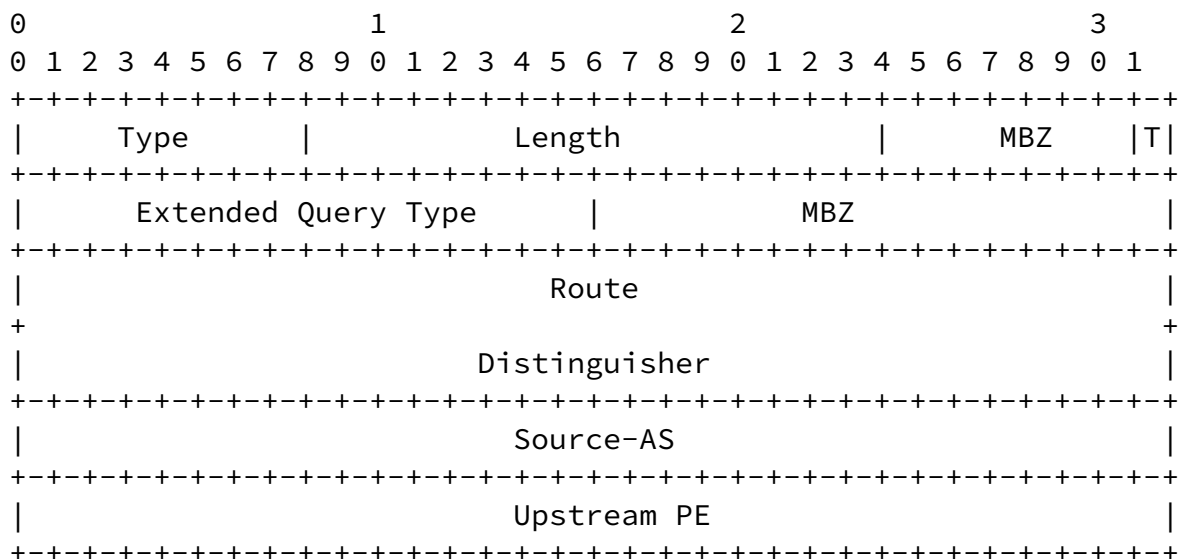 0                   1                   2                   3
0 1 2 3 4 5 6 7 8 9 0 1 2 3 4 5 6 7 8 9 0 1 2 3 4 5 6 7 8 9 0 1
+-+-+-+-+-+-+-+-+-+-+-+-+-+-+-+-+-+-+-+-+-+-+-+-+-+-+-+-+-+-+-+-+
|     Type      |           Length              |      MBZ    |T|
+-+-+-+-+-+-+-+-+-+-+-+-+-+-+-+-+-+-+-+-+-+-+-+-+-+-+-+-+-+-+-+-+
|      Extended Query Type      |           MBZ                 |
+-+-+-+-+-+-+-+-+-+-+-+-+-+-+-+-+-+-+-+-+-+-+-+-+-+-+-+-+-+-+-+-+
|                             Route                             |
+                                                               +
|                         Distinguisher                         |
+-+-+-+-+-+-+-+-+-+-+-+-+-+-+-+-+-+-+-+-+-+-+-+-+-+-+-+-+-+-+-+-+
|                           Source-AS                           |
+-+-+-+-+-+-+-+-+-+-+-+-+-+-+-+-+-+-+-+-+-+-+-+-+-+-+-+-+-+-+-+-+
|                           Upstream PE                         |
+-+-+-+-+-+-+-+-+-+-+-+-+-+-+-+-+-+-+-+-+-+-+-+-+-+-+-+-+-+-+-+-+